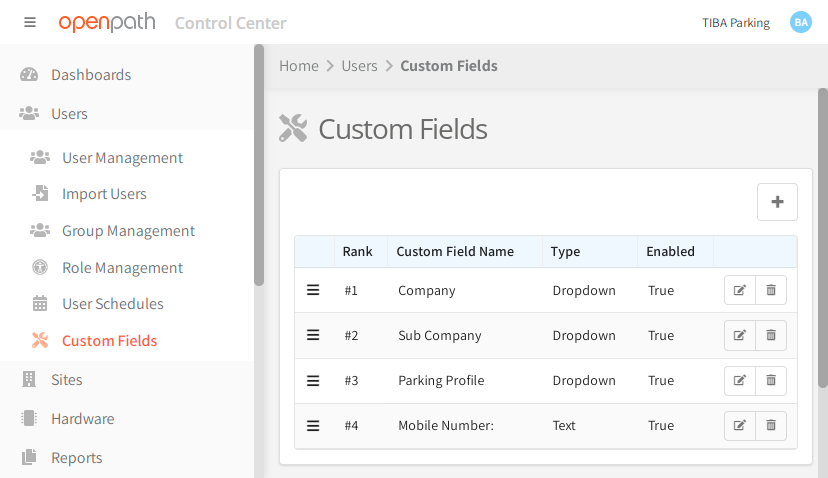 openpath Control Center TIBA Parking BA
Dashboards
Users
User Management
Import Users
Group Management
Role Management
User Schedules
Custom Fields
Sites
Hardware
Reports
Home Users Custom Fields
Custom Fields
Rank Custom Field Name Type Enabled
#1 Company Dropdown True
#2 Sub Company Dropdown True
#3 Parking Profile Dropdown True
#4 Mobile Number: Text True